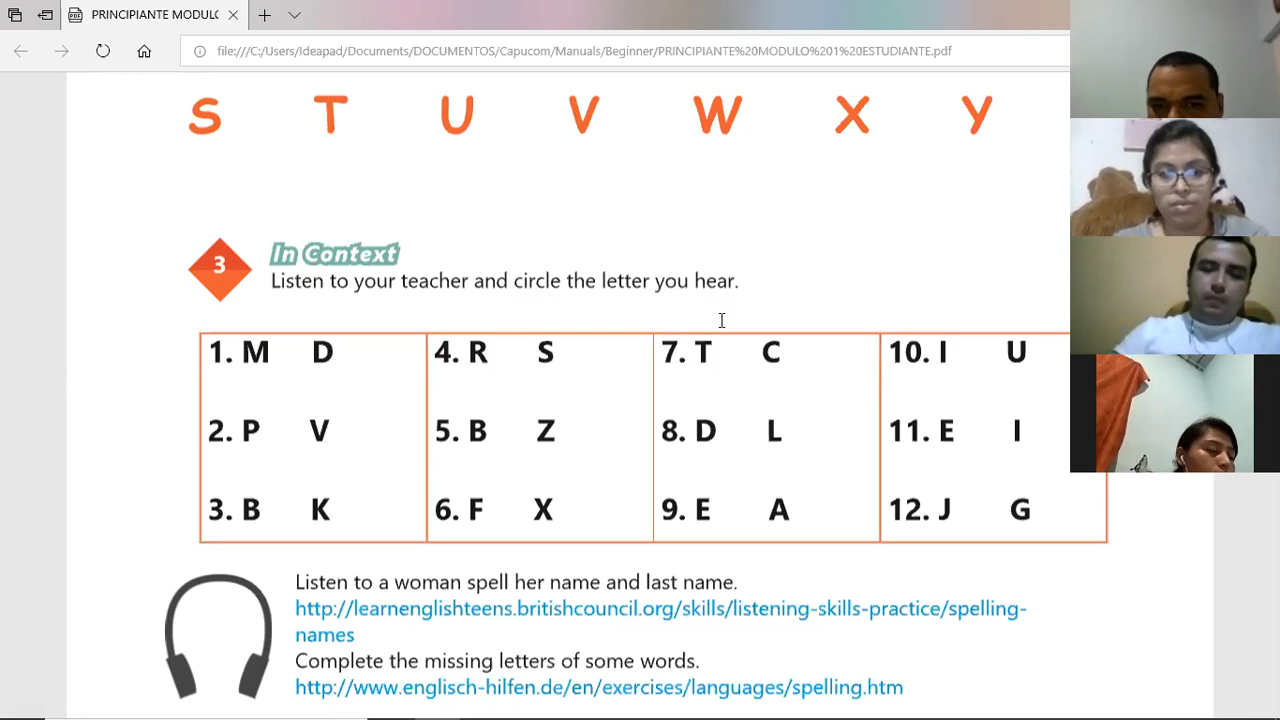 PRINCIPIANTE MODULO
file:///C:/Users/Ideapad/Documents/DOCUMENTOS/Capucom/Manuals/Beginner/PRINCIPIANTE%20MODULO%201%20ESTUDIANTE.pdf
S T U V W X Y
3
In Context
Listen to your teacher and circle the letter you hear.
1. M D 4. R S 7. T C 10. I U
2. P V 5. B Z 8. D L 11. E I
3. B K 6. F X 9. E A 12. J G
Listen to a woman spell her name and last name.
http://learnenglishteens.britishcouncil.org/skills/listening-skills-practice/spelling-
names
Complete the missing letters of some words.
http://www.englisch-hilfen.de/en/exercises/languages/spelling.htm